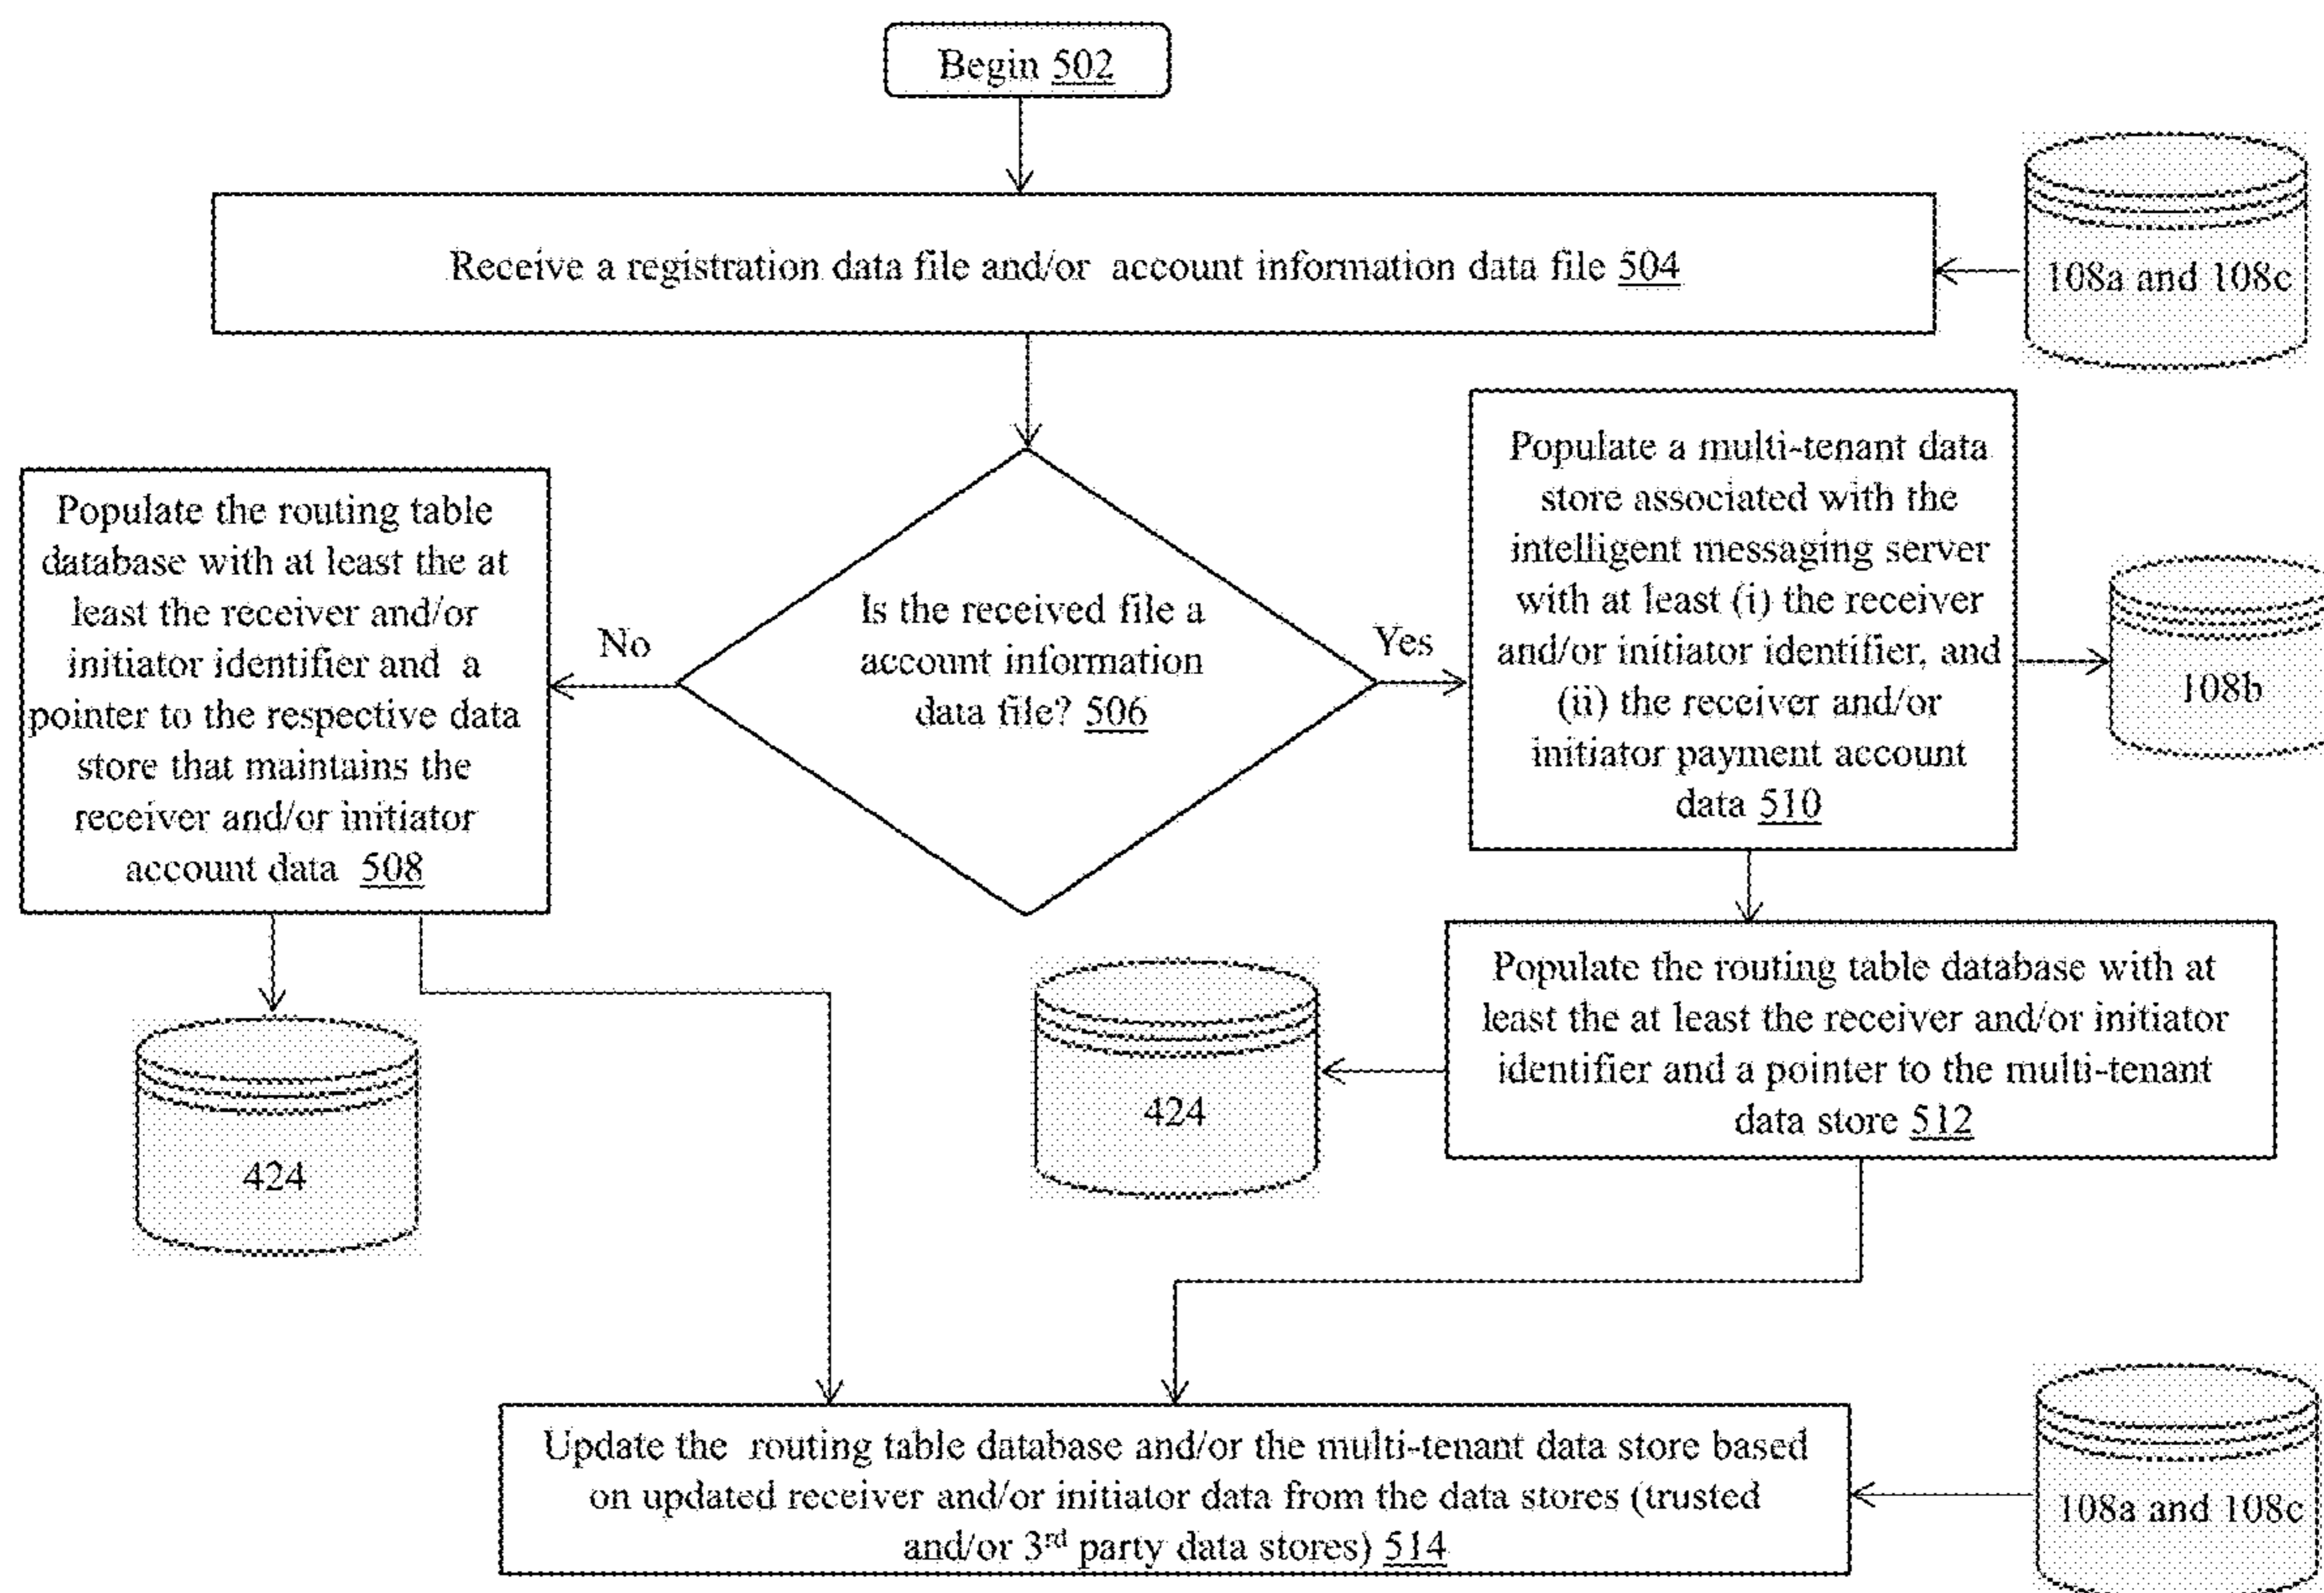 Begin 502
Receive a registration data file and/or account information data file 504
108a and 108c
Populate the routing table
database with at least the at
least the receiver and/or
initiator identifier and a
pointer to the respective data
store that maintains the
receiver and/or initiator
account data 508
No
Is the received file a
account information
data file? 506
Yes
Populate a multi-tenant data
store associated with the
intelligent messaging server
with at least (i) the receiver
and/or initiator identifier, and
(ii) the receiver and/or
initiator payment account
data 510
108b
424
424
Populate the routing table database with at
least the at least the receiver and/or initiator
identifier and a pointer to the multi-tenant
data store 512
Update the routing table database and/or the multi-tenant data store based
on updated receiver and/or initiator data from the data stores (trusted
and/or 3rd party data stores) 514
108a and 108c